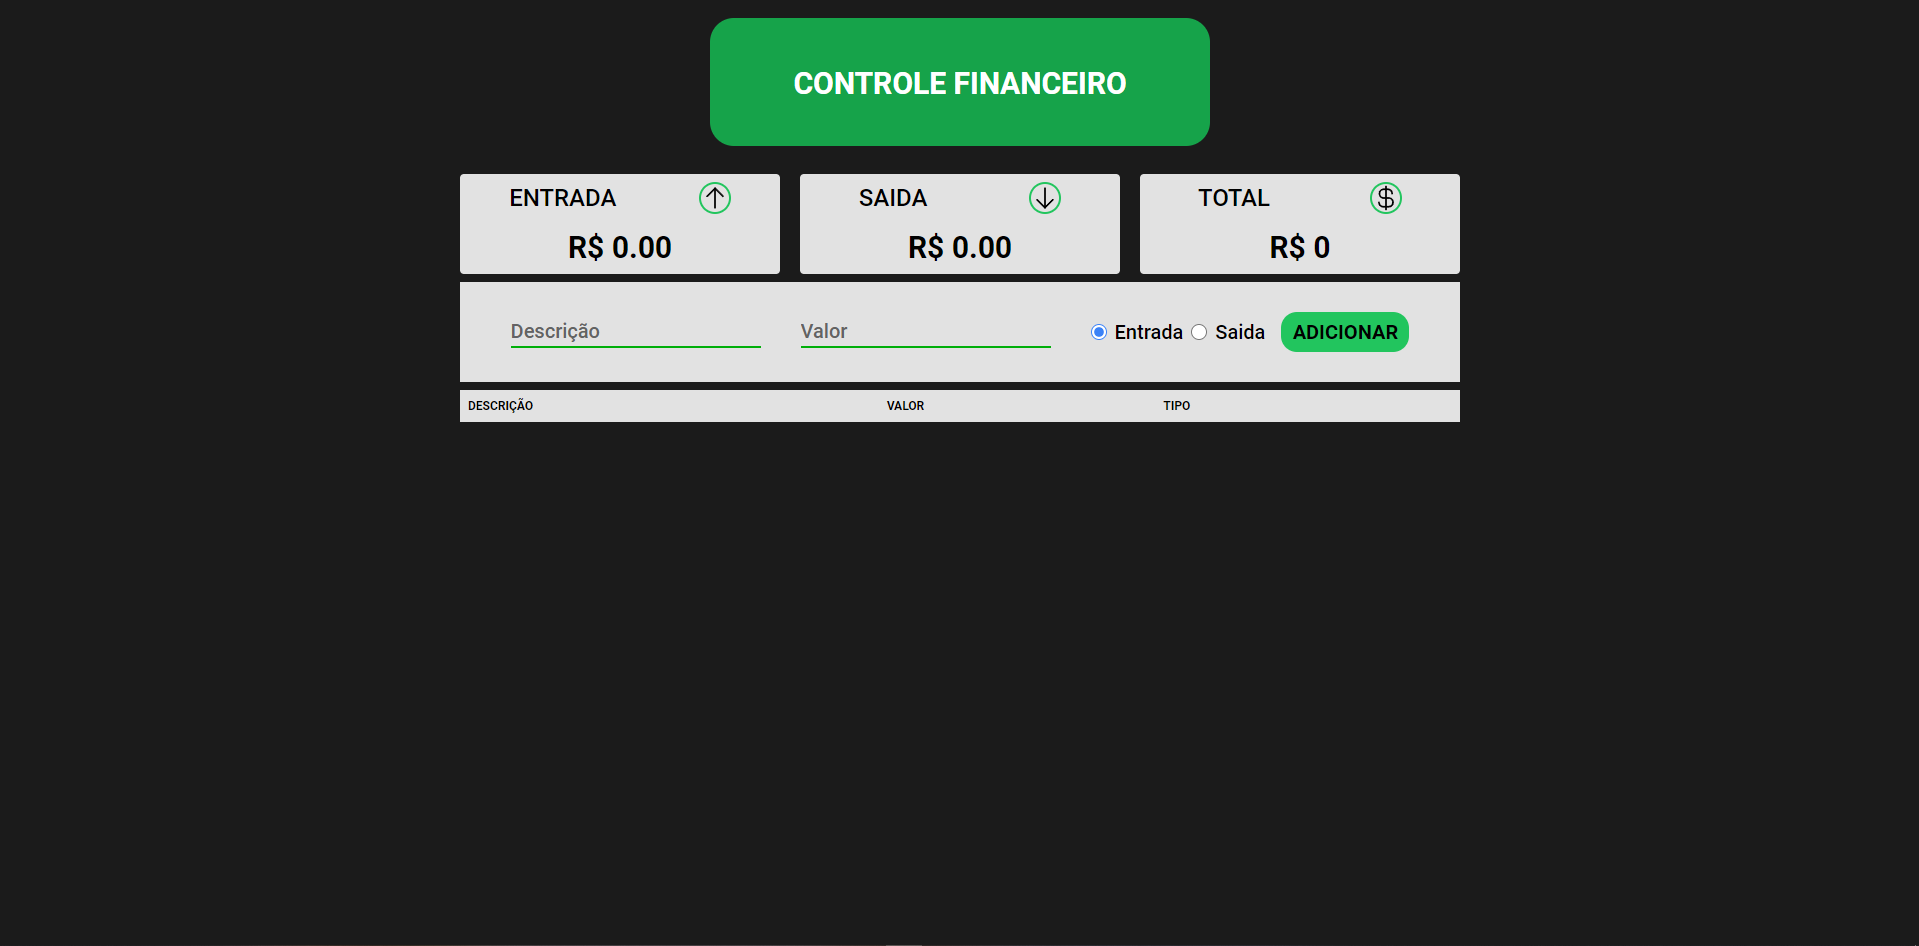 CONTROLE FINANCEIRO
ENTRADA
R$ 0.00
SAIDA
R$ 0.00
TOTAL
$
R$ 0
Descrição Valor Entrada Saida ADICIONAR
DESCRIÇÃO VALOR TIPO